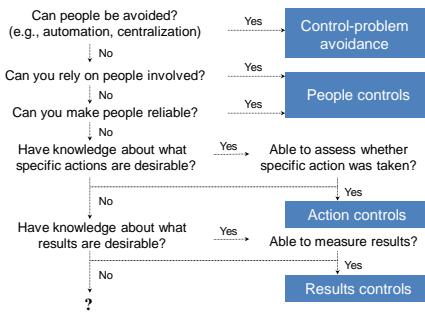 Can people be avoided?
(e.g., automation, centralization)
Yes
Control-problem
avoidance
No
Can you rely on people involved?
Yes
People controls
No
Can you make people reliable?
Yes
No
Have knowledge about what
specific actions are desirable?
Yes
Able to assess whether
specific action was taken?
No
Yes
Action controls
Have knowledge about what
results are desirable?
Yes
Able to measure results?
No
Yes
Results controls
?